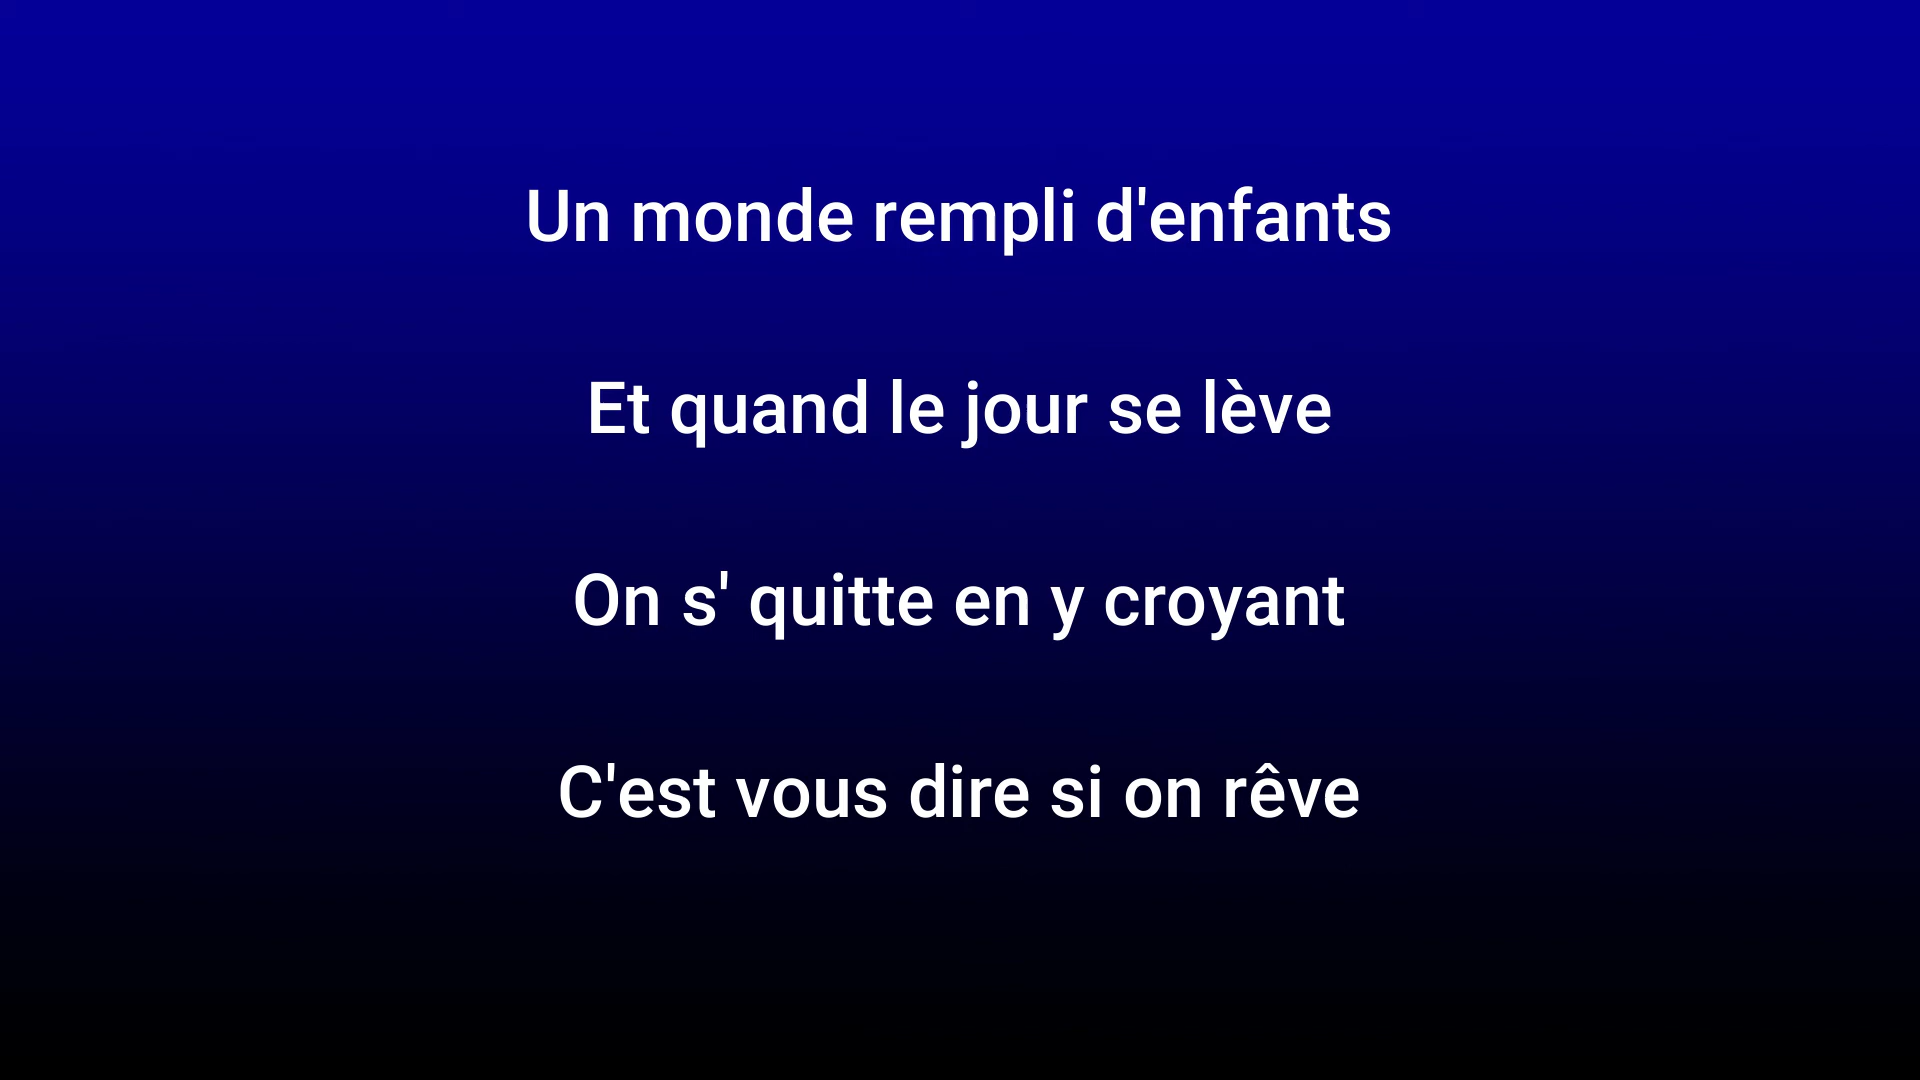 Un monde rempli d'enfants
Et quand le jour se lève
On s' quitte en y croyant
C'est vous dire si on rêve